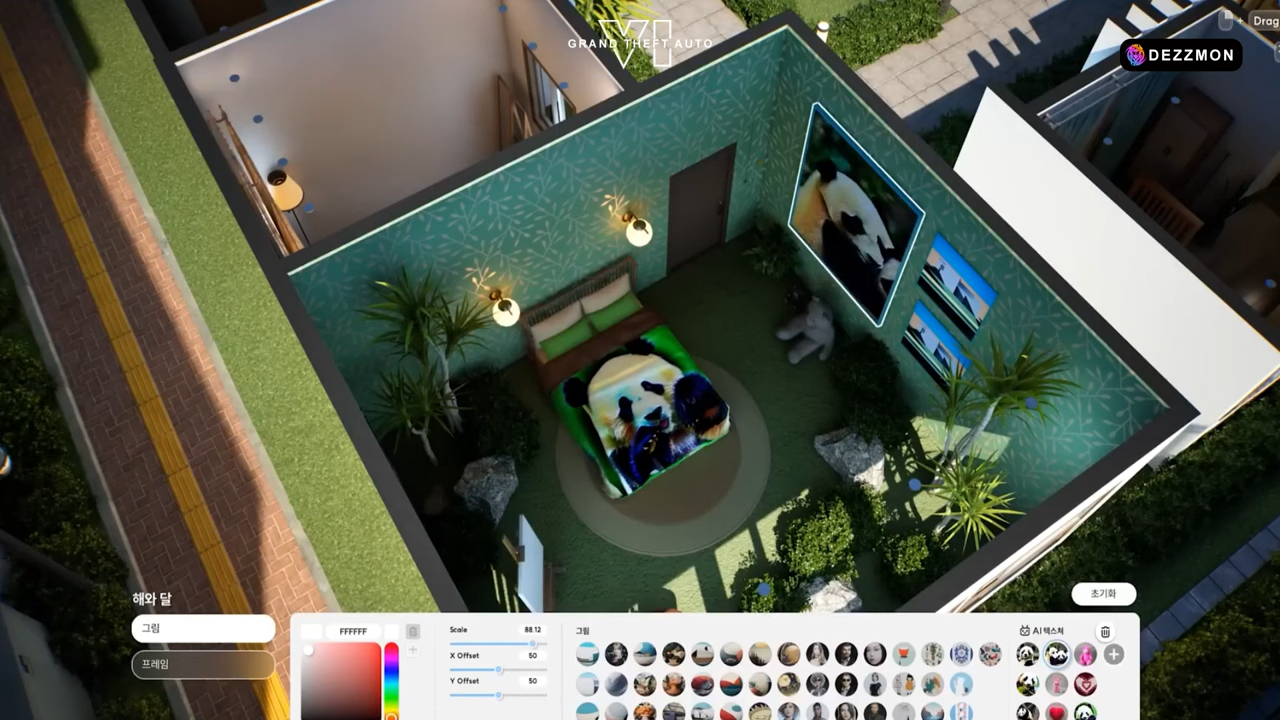 VI
GRAND THEFT AUTO
Drag
DEZZMON
해와 달
초기화
그림
프레임
FFFFFF
Scale
88.12
X Offset
50
Y Offset
50
그림
AI 텍스처